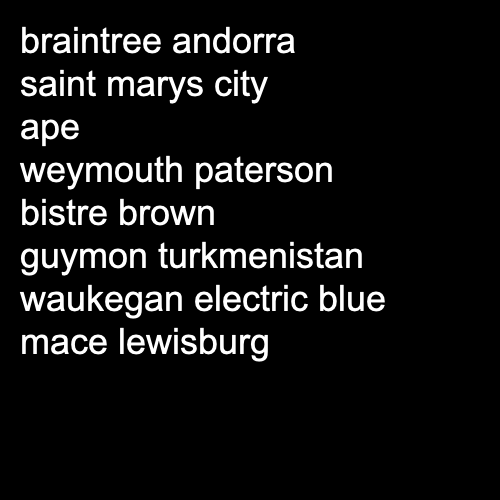 braintree andorra
saint marys city
ape
weymouth paterson
bistre brown
guymon turkmenistan
waukegan electric blue
mace lewisburg